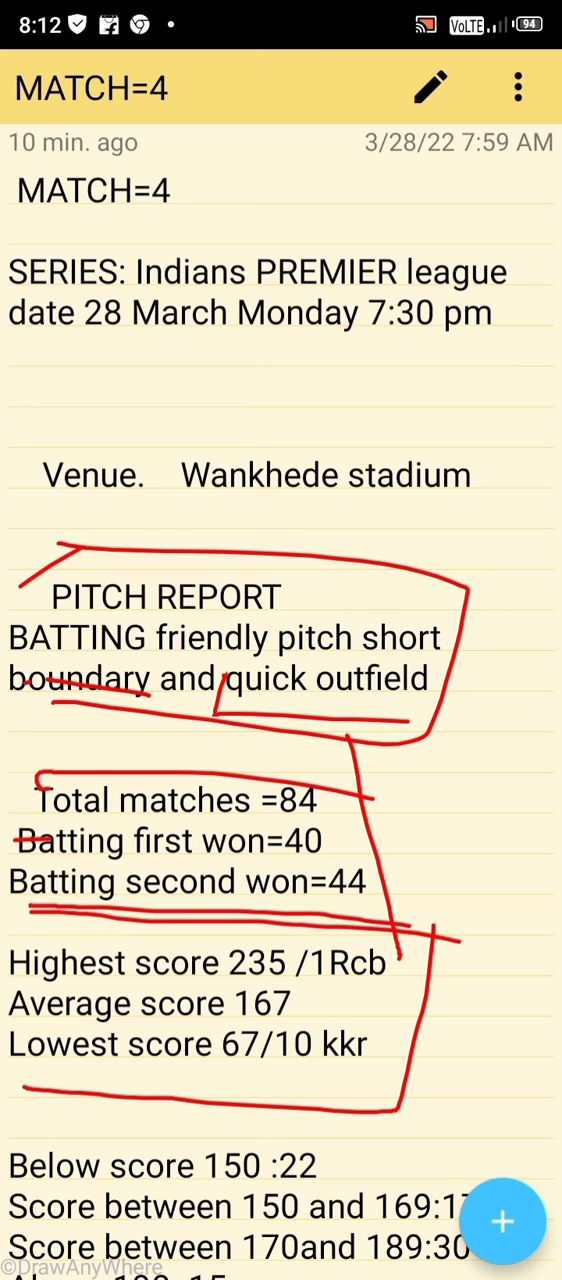 8:12 VoLTE 94
MATCH=4
10 min. ago 3/28/22 7:59 AM
MATCH=4
SERIES: Indians PREMIER league
date 28 March Monday 7:30 pm
Venue. Wankhede stadium
PITCH REPORT
BATTING friendly pitch short
boundary and quick outfield
Total matches =84
Batting first won=40
Batting second won=44
Highest score 235 /1Rcb
Average score 167
Lowest score 67/10 kkr
Below score 150 :22
Score between 150 and
Score between 170and 189:30
©DrawAnyWhere